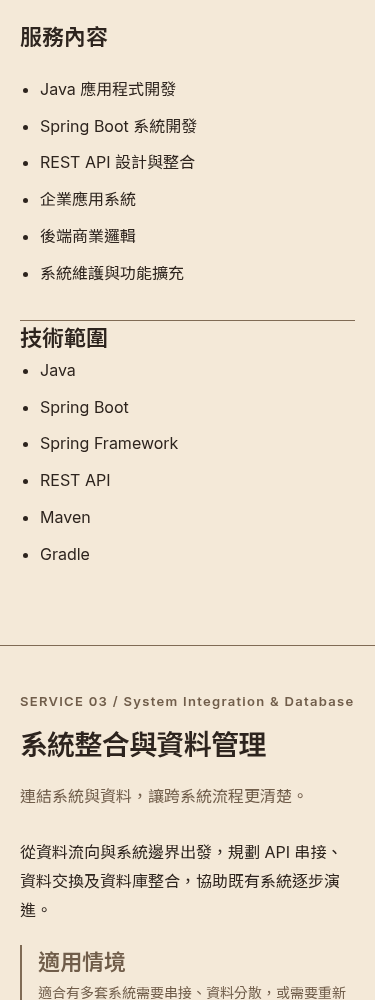 服務內容
Java 應用程式開發
Spring Boot 系統開發
REST API 設計與整合
企業應用系統
後端商業邏輯
系統維護與功能擴充
技術範圍
Java
Spring Boot
Spring Framework
REST API
Maven
Gradle
SERVICE 03 / System Integration & Database
系統整合與資料管理
連結系統與資料，讓跨系統流程更清楚。
從資料流向與系統邊界出發，規劃 API 串接、
資料交換及資料庫整合，協助既有系統逐步演
進。
適用情境
適合有多套系統需要串接、資料分散，或需要重新